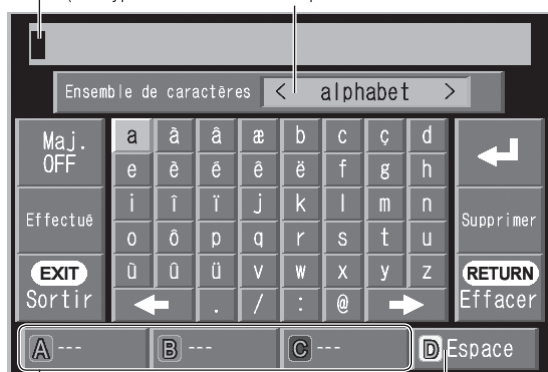 Ensemble de caractères < alphabet >
Maj. OFF
a à â æ b c ç d
e è é ê ë f g h
Effectué
i î ï j k l m n
Supprimer
o ô p q r s t u
EXIT Sortir
ù û ü v w x y z
. / : @
RETURN Effacer
A --- B --- C --- D Espace